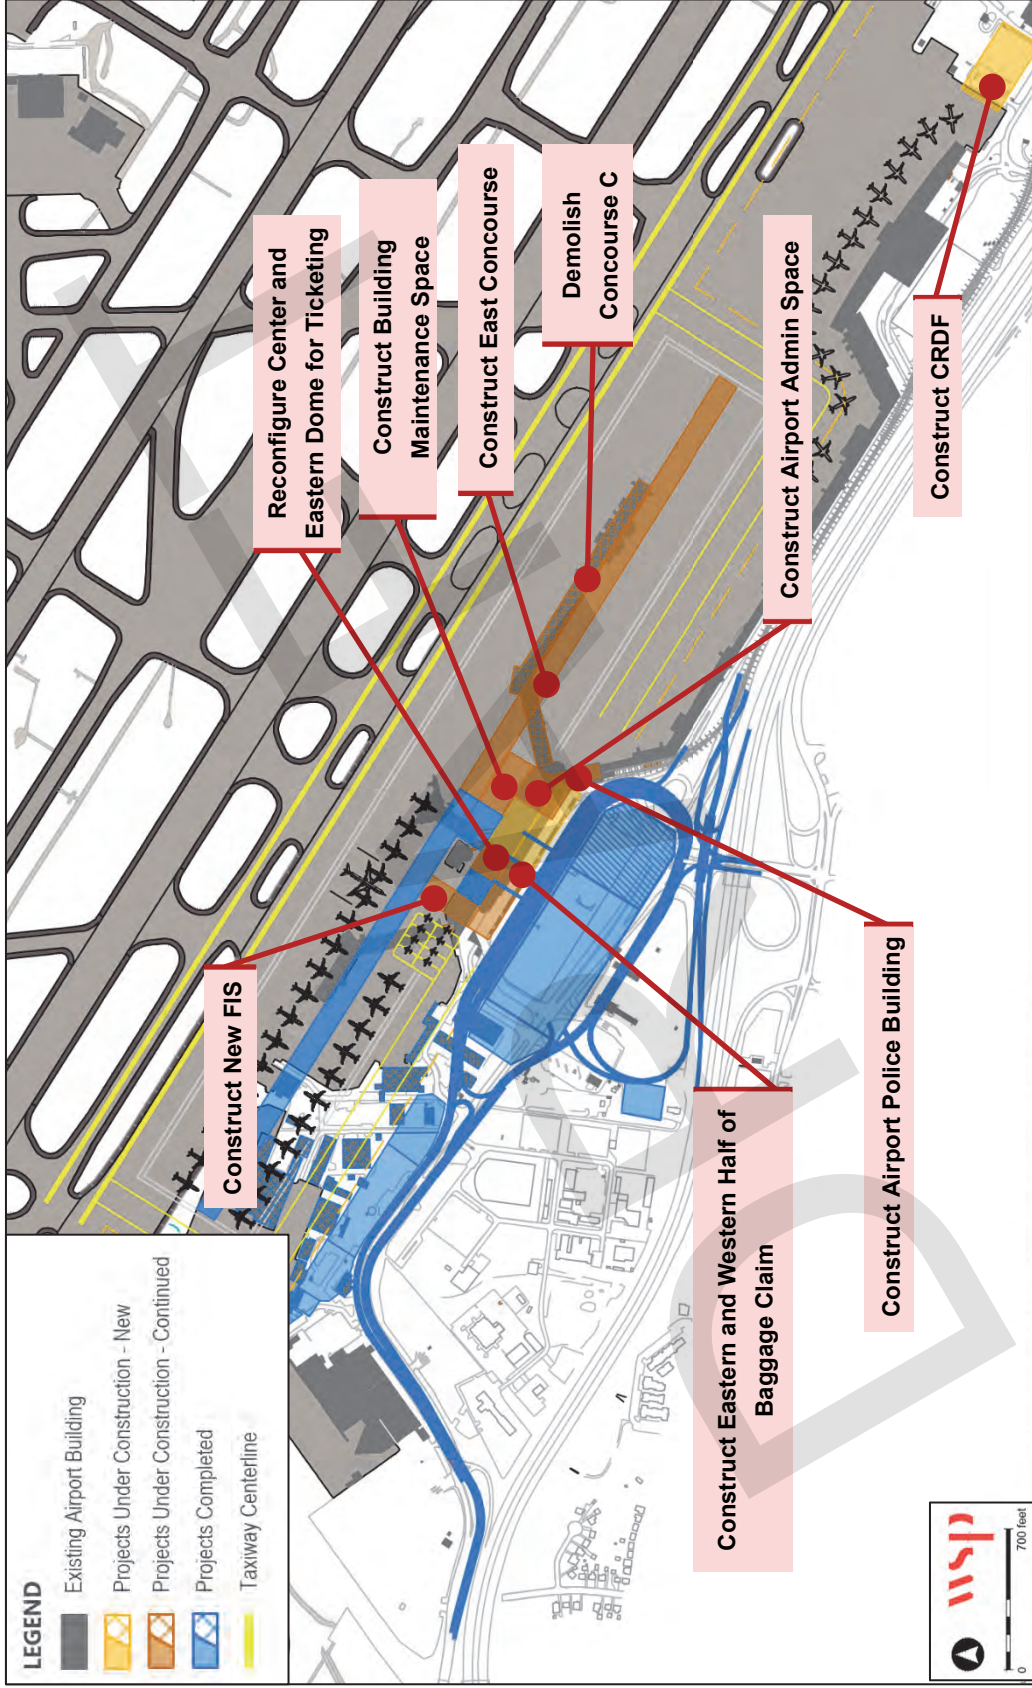 Reconfigure Center and
Eastern Dome for Ticketing
Construct Building
Maintenance Space
Construct East Concourse
Demolish
Concourse C
Construct New FIS
Construct Airport Admin Space
Construct CRDF
Construct Eastern and Western Half of
Baggage Claim
Construct Airport Police Building
LEGEND
Existing Airport Building
Projects Under Construction - New
Projects Under Construction - Continued
Projects Completed
Taxiway Centerline
wsp
0
700 feet
DRAFT